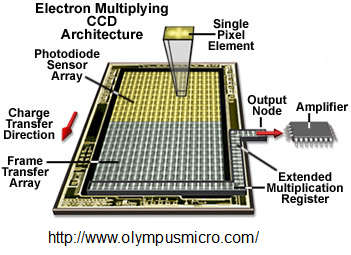 Electron Multiplying
CCD
Architecture
Single
Pixel
Element
Photodiode
Sensor
Array
Charge
Transfer
Direction
Output
Node
Amplifier
Frame
Transfer
Array
Extended
Multiplication
Register
http://www.olympusmicro.com/